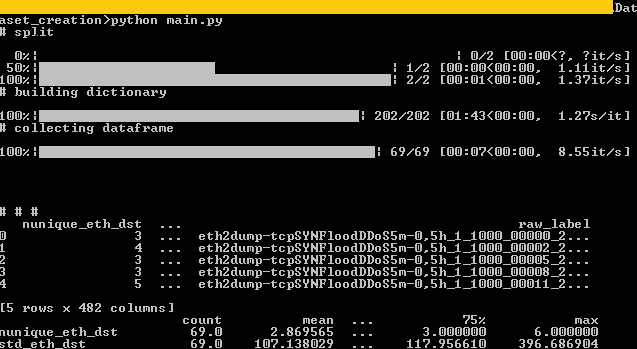 .Dat
aset_creation>python main.py
# split
0%| | 0/2 [00:00<?, ?it/s]
50%| | 1/2 [00:00<00:00, 1.11it/s]
100%| | 2/2 [00:01<00:00, 1.37it/s]
# building dictionary
100%| | 202/202 [01:43<00:00, 1.27s/it]
# collecting dataframe
100%| | 69/69 [00:07<00:00, 8.55it/s]
# # #
nunique_eth_dst ... raw_label
0 3 ... eth2dump-tcpSYNFloodDDoS5m-0,5h_1_1000_00000_2...
1 4 ... eth2dump-tcpSYNFloodDDoS5m-0,5h_1_1000_00002_2...
2 3 ... eth2dump-tcpSYNFloodDDoS5m-0,5h_1_1000_00005_2...
3 3 ... eth2dump-tcpSYNFloodDDoS5m-0,5h_1_1000_00008_2...
4 5 ... eth2dump-tcpSYNFloodDDoS5m-0,5h_1_1000_00011_2...
[5 rows x 482 columns]
count mean ... 75% max
nunique_eth_dst 69.0 2.869565 ... 3.000000 6.000000
std_eth_dst 69.0 107.138029 ... 117.956610 396.686904